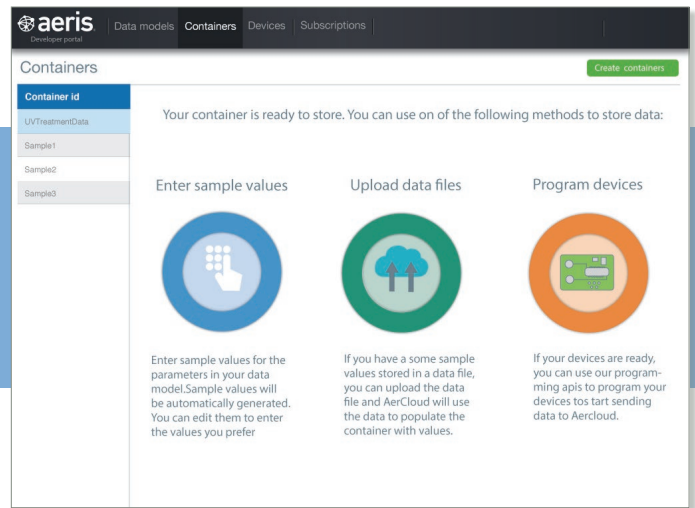 aeris
Data models Containers Devices Subscriptions
Developer portal
Containers
Create containers
Container id
UVTreatmentData
Sample1
Sample2
Sample3
Your container is ready to store. You can use on of the following methods to store data:
Enter sample values
Enter sample values for the
parameters in your data
model.Sample values will
be automatically generated.
You can edit them to enter
the values you prefer
Upload data files
If you have a some sample
values stored in a data file,
you can upload the data
file and AerCloud will use
the data to populate the
container with values.
Program devices
If your devices are ready,
you can use our program-
ming apis to program your
devices tos tart sending
data to Aercloud.